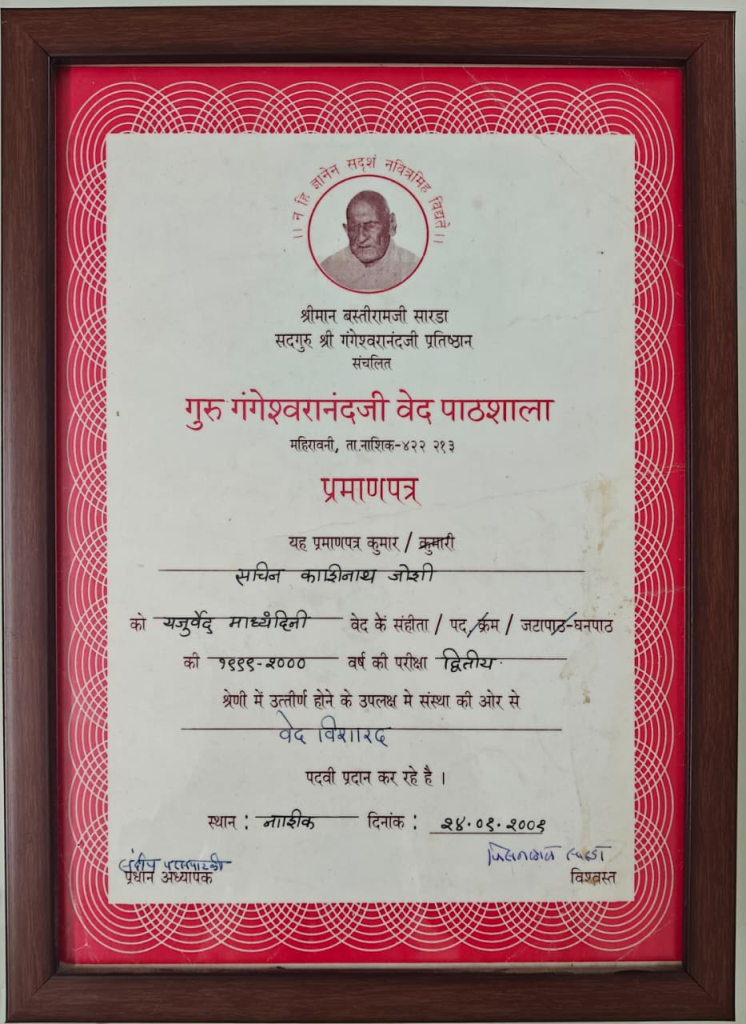 ।। न हि ज्ञानेन सदृशं नवित्रमिह विद्यते।।
श्रीमान बस्तीरामजी सारडा
सदगुरु श्री गंगेश्वरानंदजी प्रतिष्ठान
संचलित
गुरु गंगेश्वरानंदजी वेद पाठशाला
महिरावनी, ता.नाशिक-४२२ २१३
प्रमाणपत्र
यह प्रमाणपत्र कुमार / कुमारी
सचिन काशिनाथ जोशी
को यजुर्वेद माध्यंदिनी वेद कें संहीता / पद / क्रम / जटापाठ-घनपाठ
की १९९९-२००० वर्ष की परीक्षा द्वितीय
श्रेणी में उत्तीर्ण होने के उपलक्ष मे संस्था की ओर से
वेद विशारद
पदवी प्रदान कर रहे है ।
स्थान : नाशिक दिनांक : २४.०९.२००१
प्रधान अध्यापक विश्वस्त